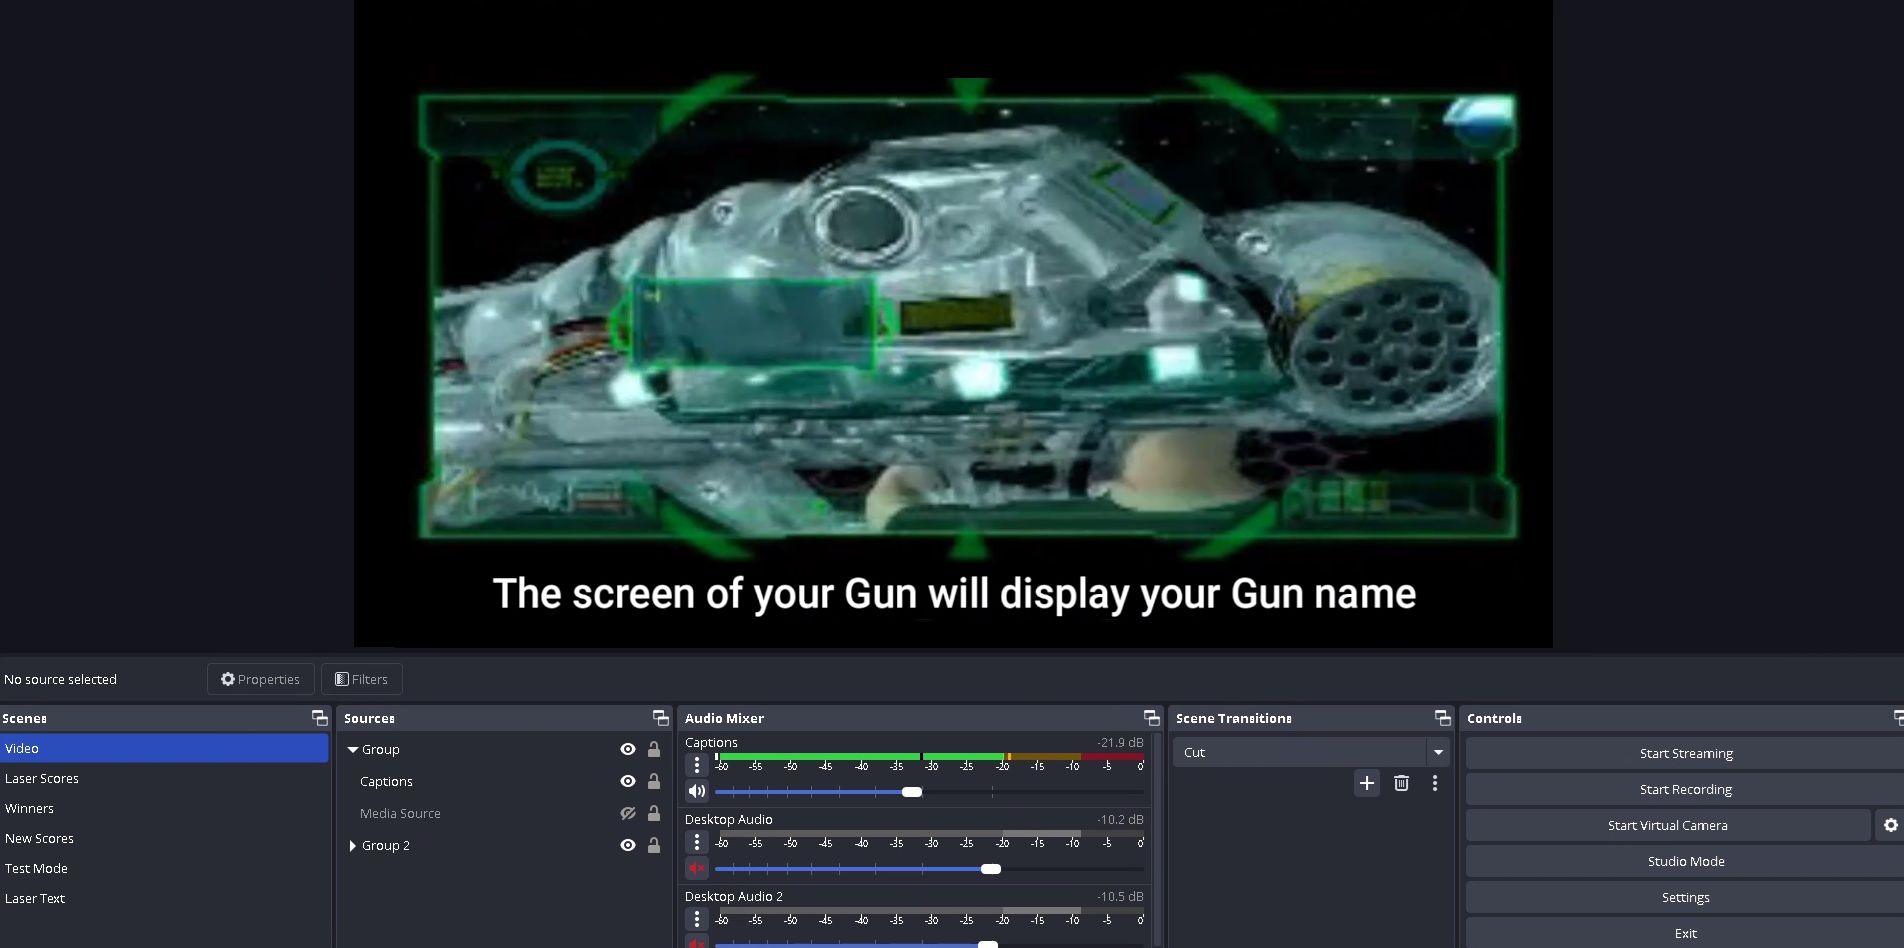 The screen of your Gun will display your Gun name
No source selected
Properties
Filters
Scenes
Video
Laser Scores
Winners
New Scores
Test Mode
Laser Text
Sources
Group
Captions
Media Source
Group 2
Audio Mixer
Captions -21.9 dB
-60 -55 -50 -45 -40 -35 -30 -25 -20 -15 -10 -5 0
Desktop Audio -10.2 dB
-60 -55 -50 -45 -40 -35 -30 -25 -20 -15 -10 -5 0
Desktop Audio 2 -10.5 dB
-60 -55 -50 -45 -40 -35 -30 -25 -20 -15 -10 -5 0
Scene Transitions
Cut
Controls
Start Streaming
Start Recording
Start Virtual Camera
Studio Mode
Settings
Exit